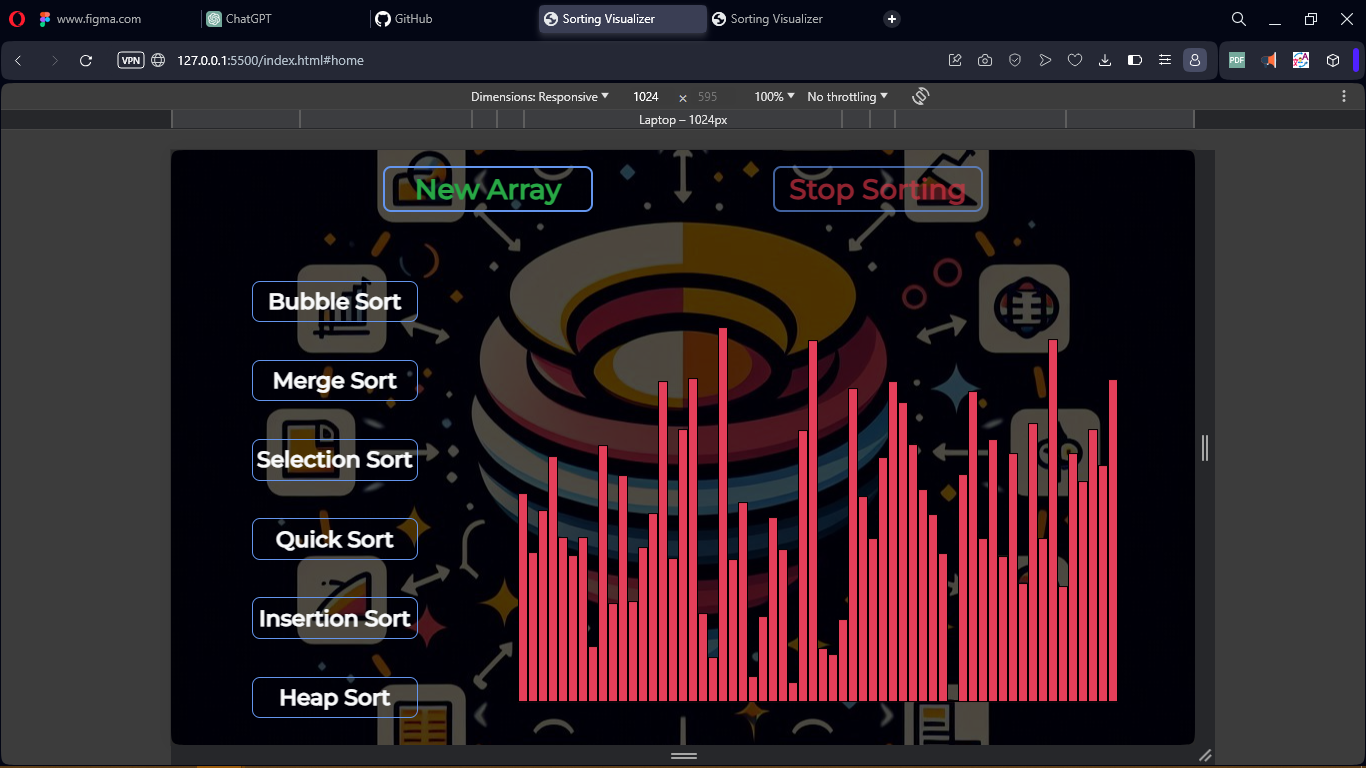 www.figma.com
ChatGPT
GitHub
Sorting Visualizer
Sorting Visualizer
VPN
127.0.0.1:5500/index.html#home
PDF
Dimensions: Responsive
1024 × 595
100%
No throttling
Laptop – 1024px
New Array
Stop Sorting
Bubble Sort
Merge Sort
Selection Sort
Quick Sort
Insertion Sort
Heap Sort